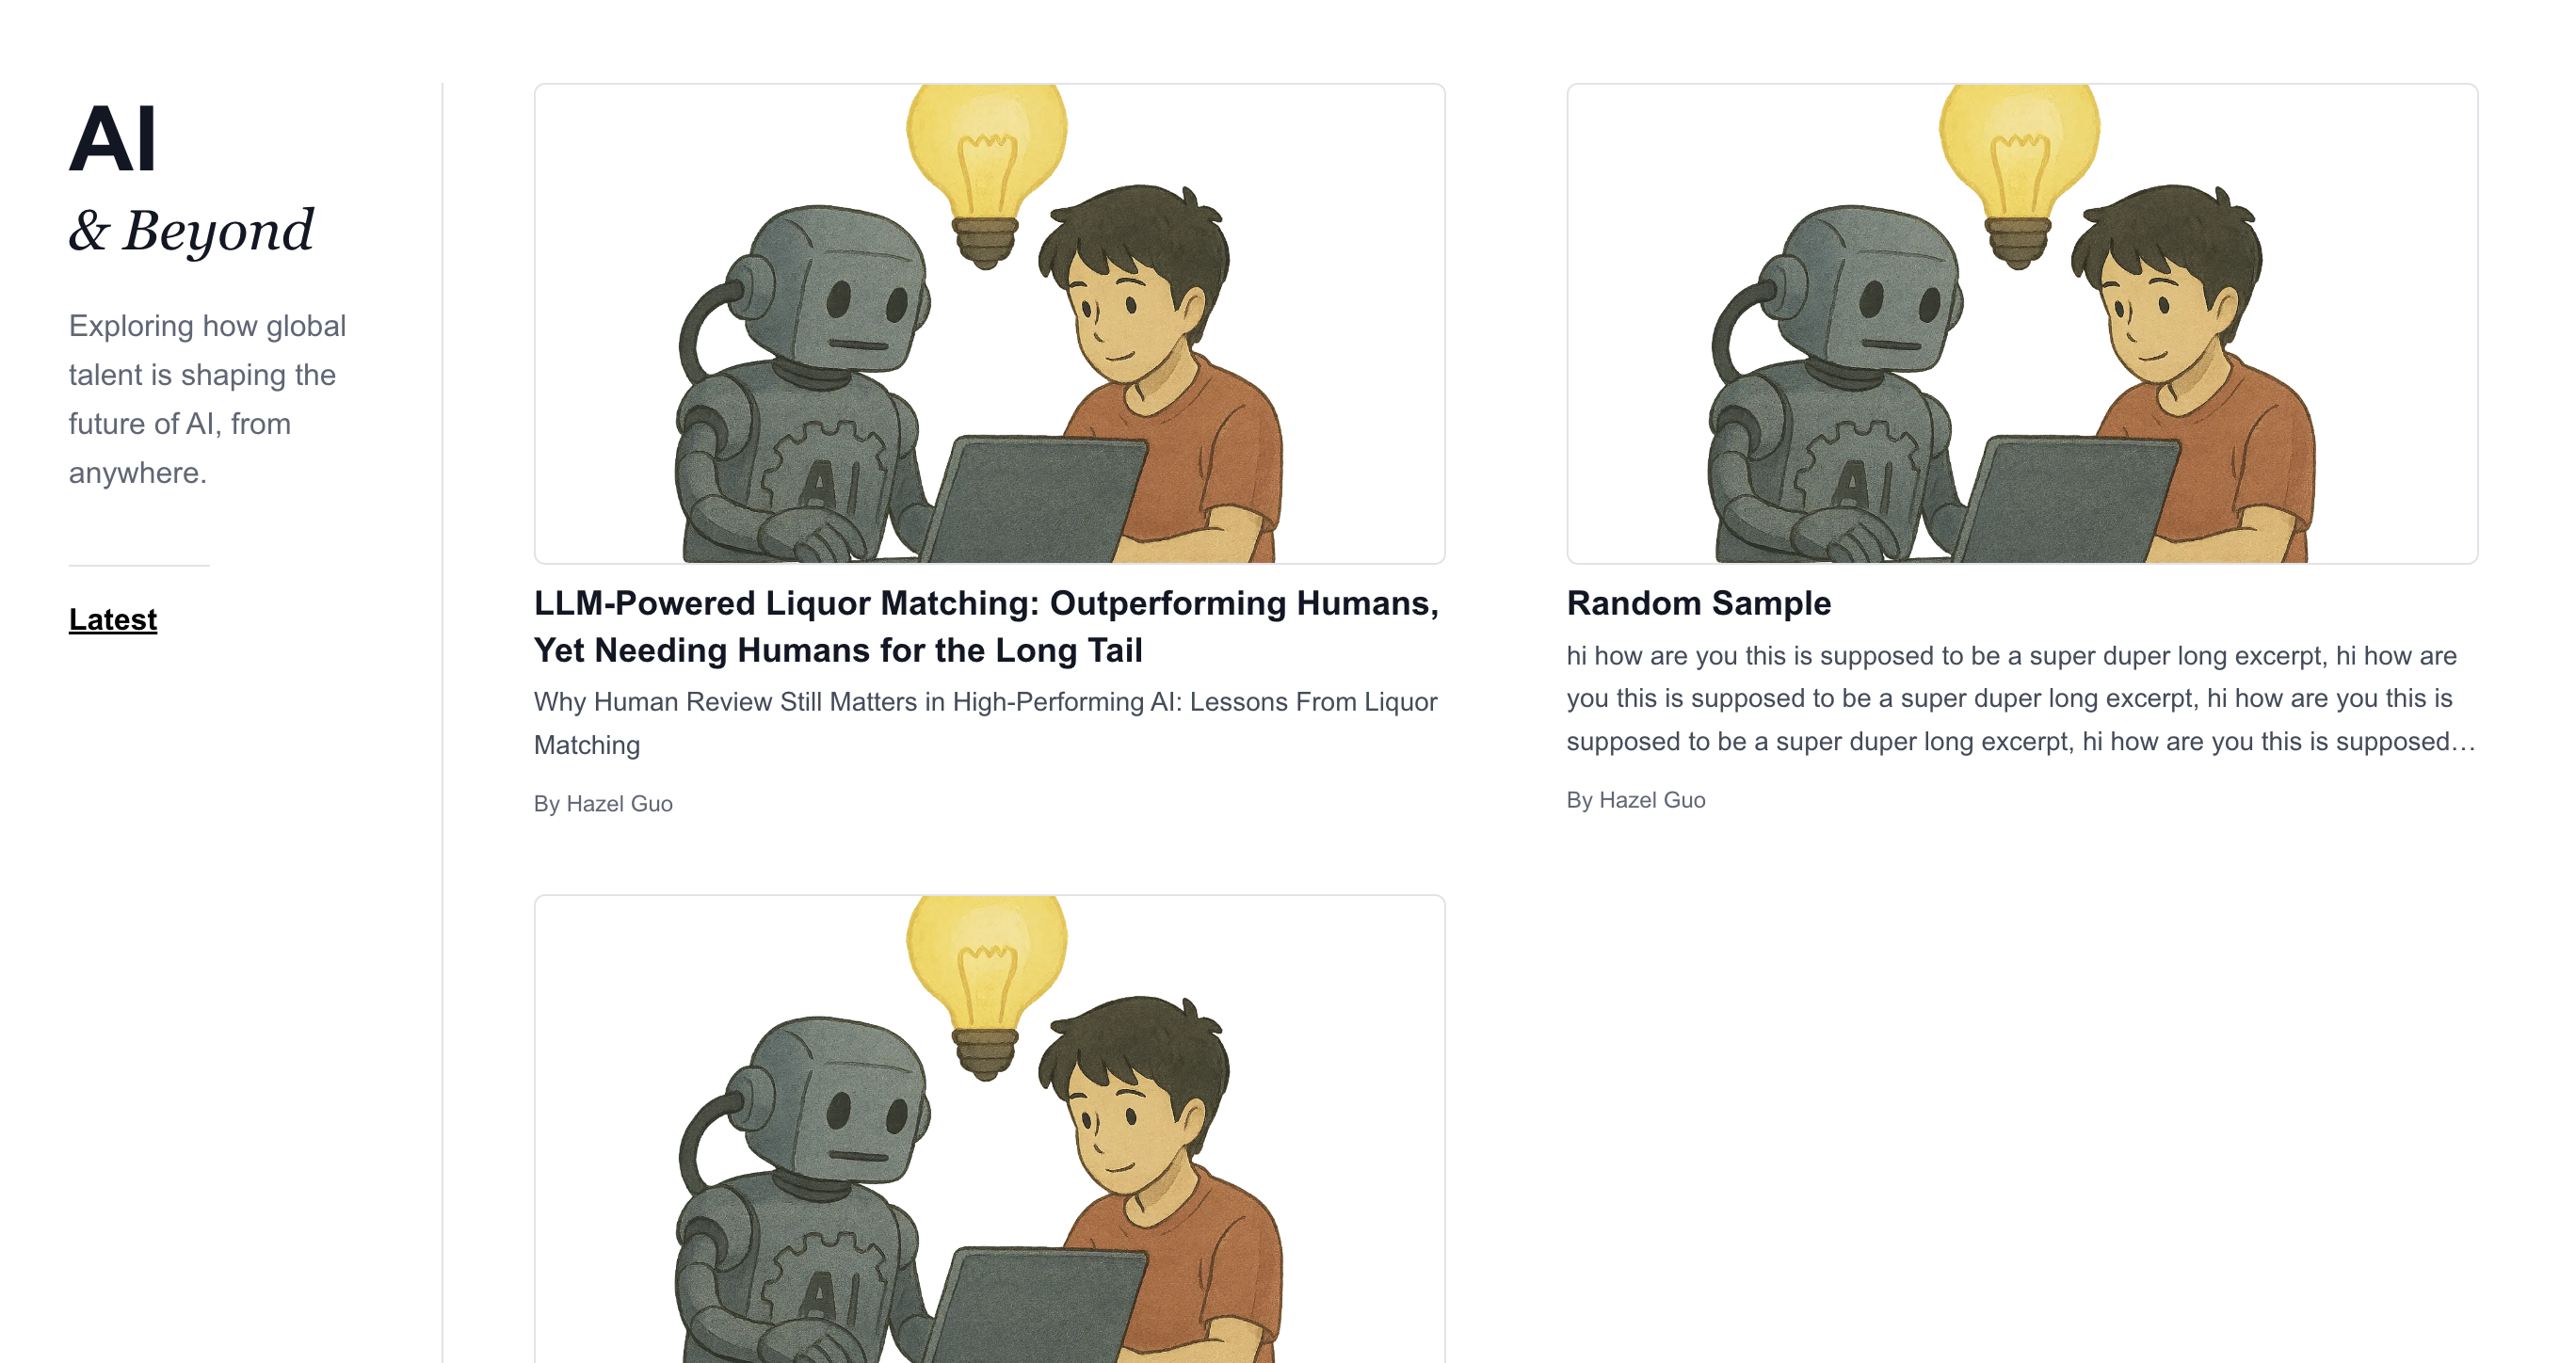 AI
& Beyond
Exploring how global
talent is shaping the
future of AI, from
anywhere.
Latest
AI
LLM-Powered Liquor Matching: Outperforming Humans,
Yet Needing Humans for the Long Tail
Why Human Review Still Matters in High-Performing AI: Lessons From Liquor
Matching
By Hazel Guo
AI
Random Sample
hi how are you this is supposed to be a super duper long excerpt, hi how are
you this is supposed to be a super duper long excerpt, hi how are you this is
supposed to be a super duper long excerpt, hi how are you this is supposed…
By Hazel Guo
AI